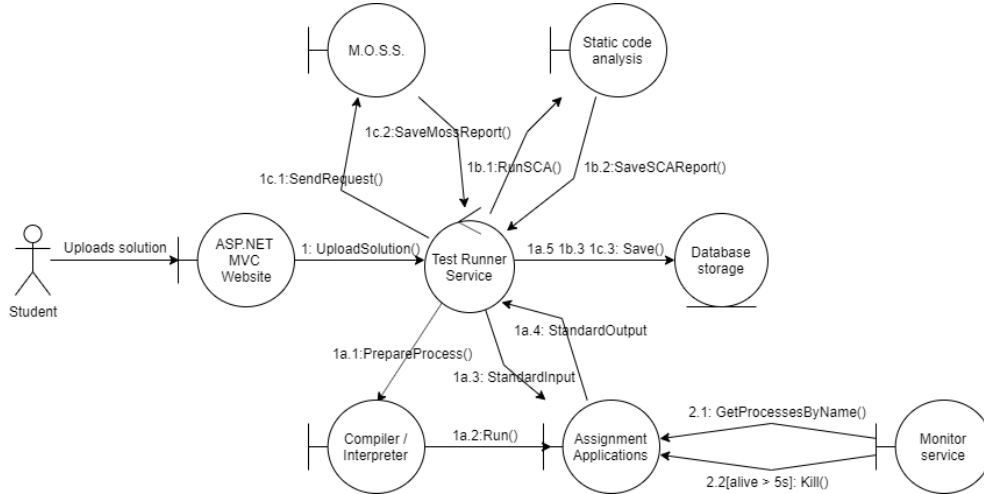 M.O.S.S.
Static code
analysis
1c.2:SaveMossReport()
1b.1:RunSCA()
1b.2:SaveSCAReport()
1c.1:SendRequest()
Student
Uploads solution
ASP.NET
MVC
Website
1: UploadSolution()
Test Runner
Service
1a.5 1b.3 1c.3: Save()
Database
storage
1a.4: StandardOutput
1a.1:PrepareProcess()
1a.3: StandardInput
Compiler /
Interpreter
1a.2:Run()
Assignment
Applications
2.1: GetProcessesByName()
2.2[alive > 5s]: Kill()
Monitor
service